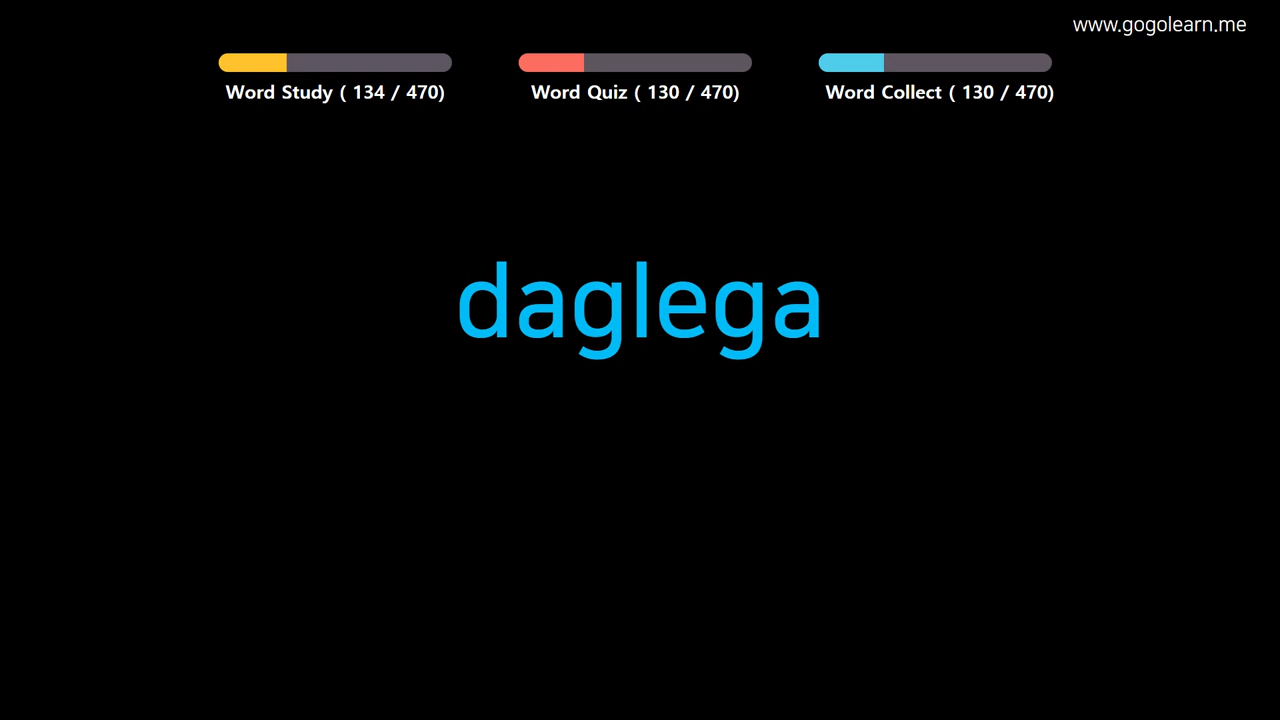 www.gogolearn.me
Word Study ( 134 / 470)
Word Quiz ( 130 / 470)
Word Collect ( 130 / 470)
daglega